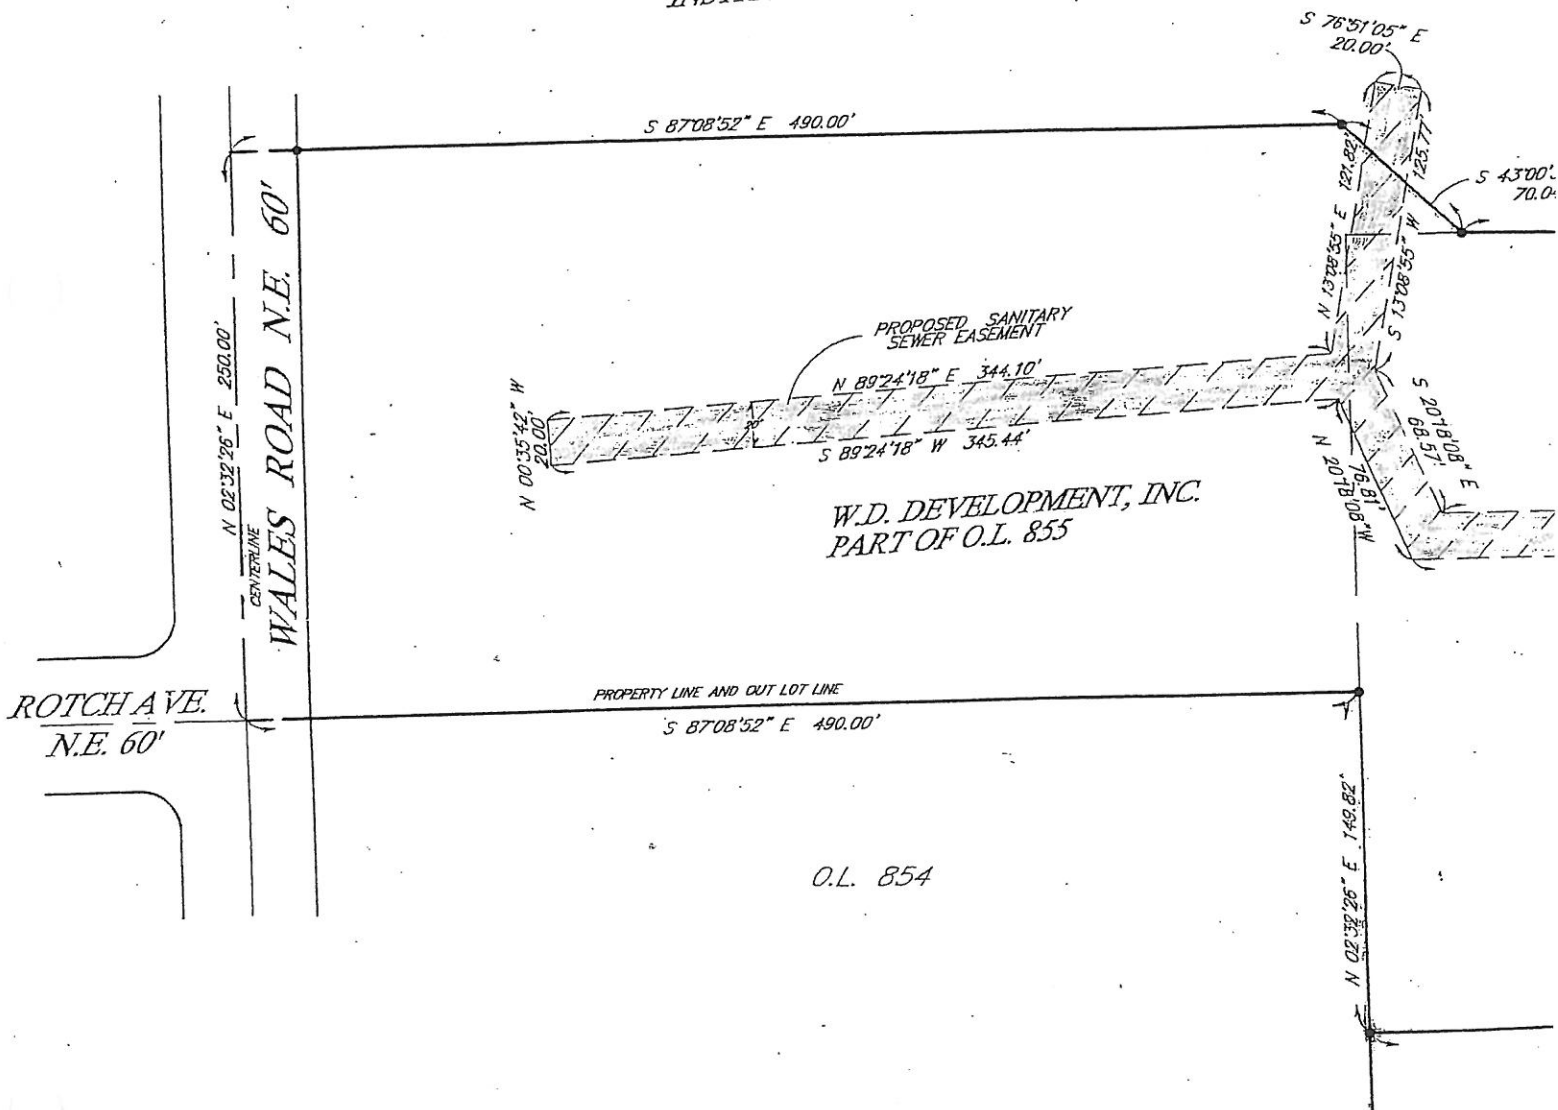 S 76°51'05" E
20.00'
S 87°08'52" E 490.00'
121.82'
N 13°08'55" E
125.77'
S 13°08'55" W
S 43°00'
70.0
WALES ROAD N.E. 60'
CENTERLINE
N 02°32'26" E 250.00'
PROPOSED SANITARY
SEWER EASEMENT
N 89°24'18" E 344.10'
20'
S 89°24'18" W 345.44'
N 00°35'42" W
20.00'
S 20°18'08" E
68.57'
76.81'
N 20°18'08" W
W.D. DEVELOPMENT, INC.
PART OF O.L. 855
ROTCH AVE.
N.E. 60'
PROPERTY LINE AND OUT LOT LINE
S 87°08'52" E 490.00'
O.L. 854
N 02°32'26" E 149.82'